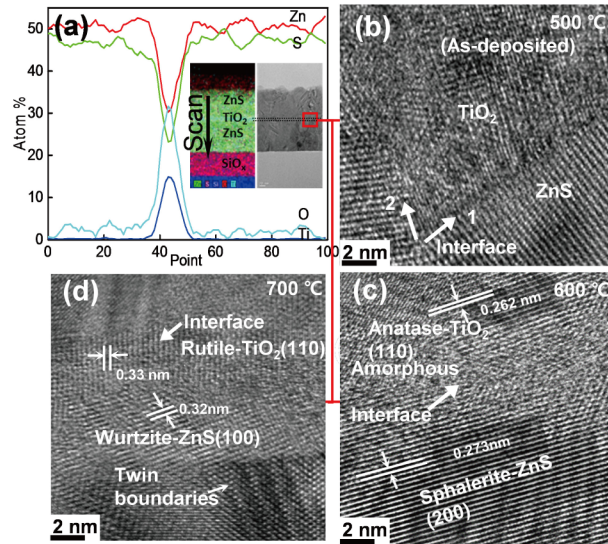 (a)
Zn
S
50
40
30
20
10
0
Atom %
ZnS
TiO₂
ZnS
SiOₓ
Scan
O
Ti
0 20 40 60 80 100
Point
(b)
500 ℃
(As-deposited)
TiO₂
ZnS
2
1
Interface
2 nm
(d)
700 ℃
Interface
Rutile-TiO₂(110)
0.33 nm
0.32nm
Wurtzite-ZnS(100)
Twin
boundaries
2 nm
(c)
600 ℃
0.262 nm
Anatase-TiO₂
(110)
Amorphous
Interface
0.273nm
Sphalerite-ZnS
(200)
2 nm